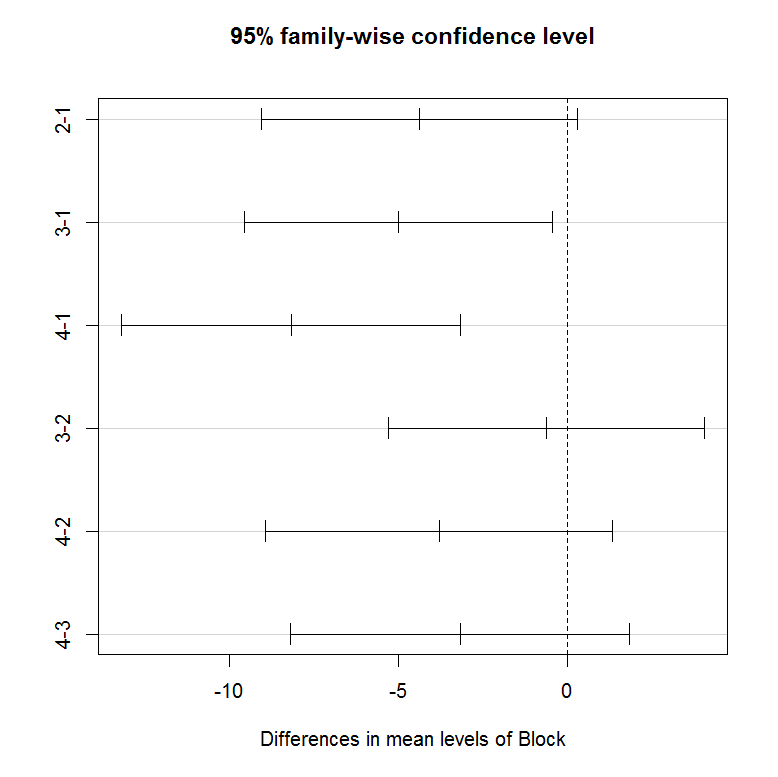 95% family-wise confidence level
2-1
3-1
4-1
3-2
4-2
4-3
-10 -5 0
Differences in mean levels of Block